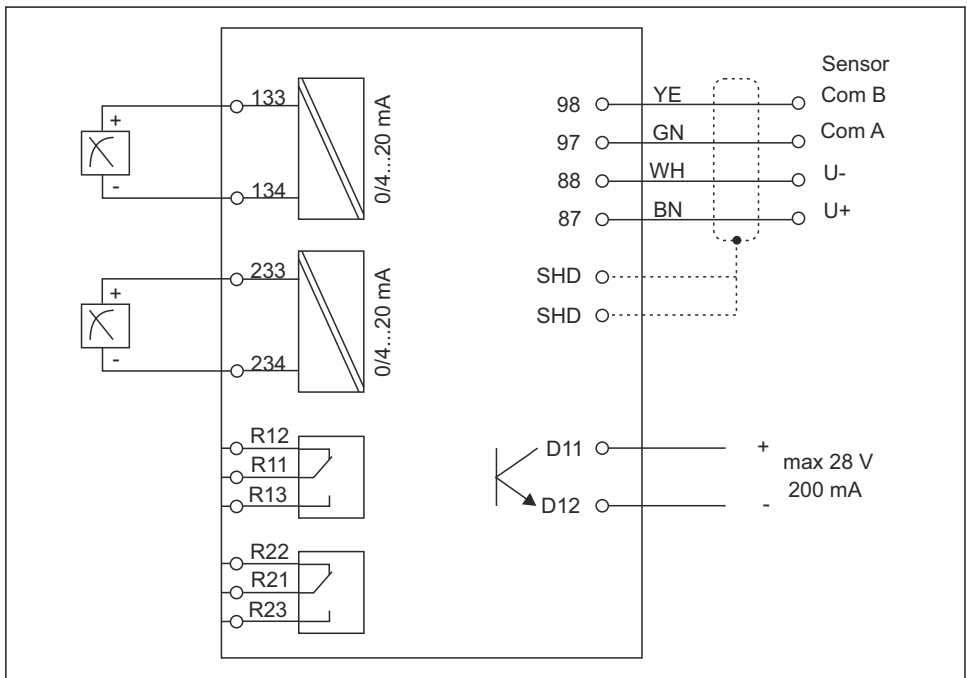 +
-
133
134
0/4...20 mA
+
-
233
234
0/4...20 mA
R12
R11
R13
R22
R21
R23
Sensor
98 YE Com B
97 GN Com A
88 WH U-
87 BN U+
SHD
SHD
D11 +
max 28 V
200 mA
D12 -